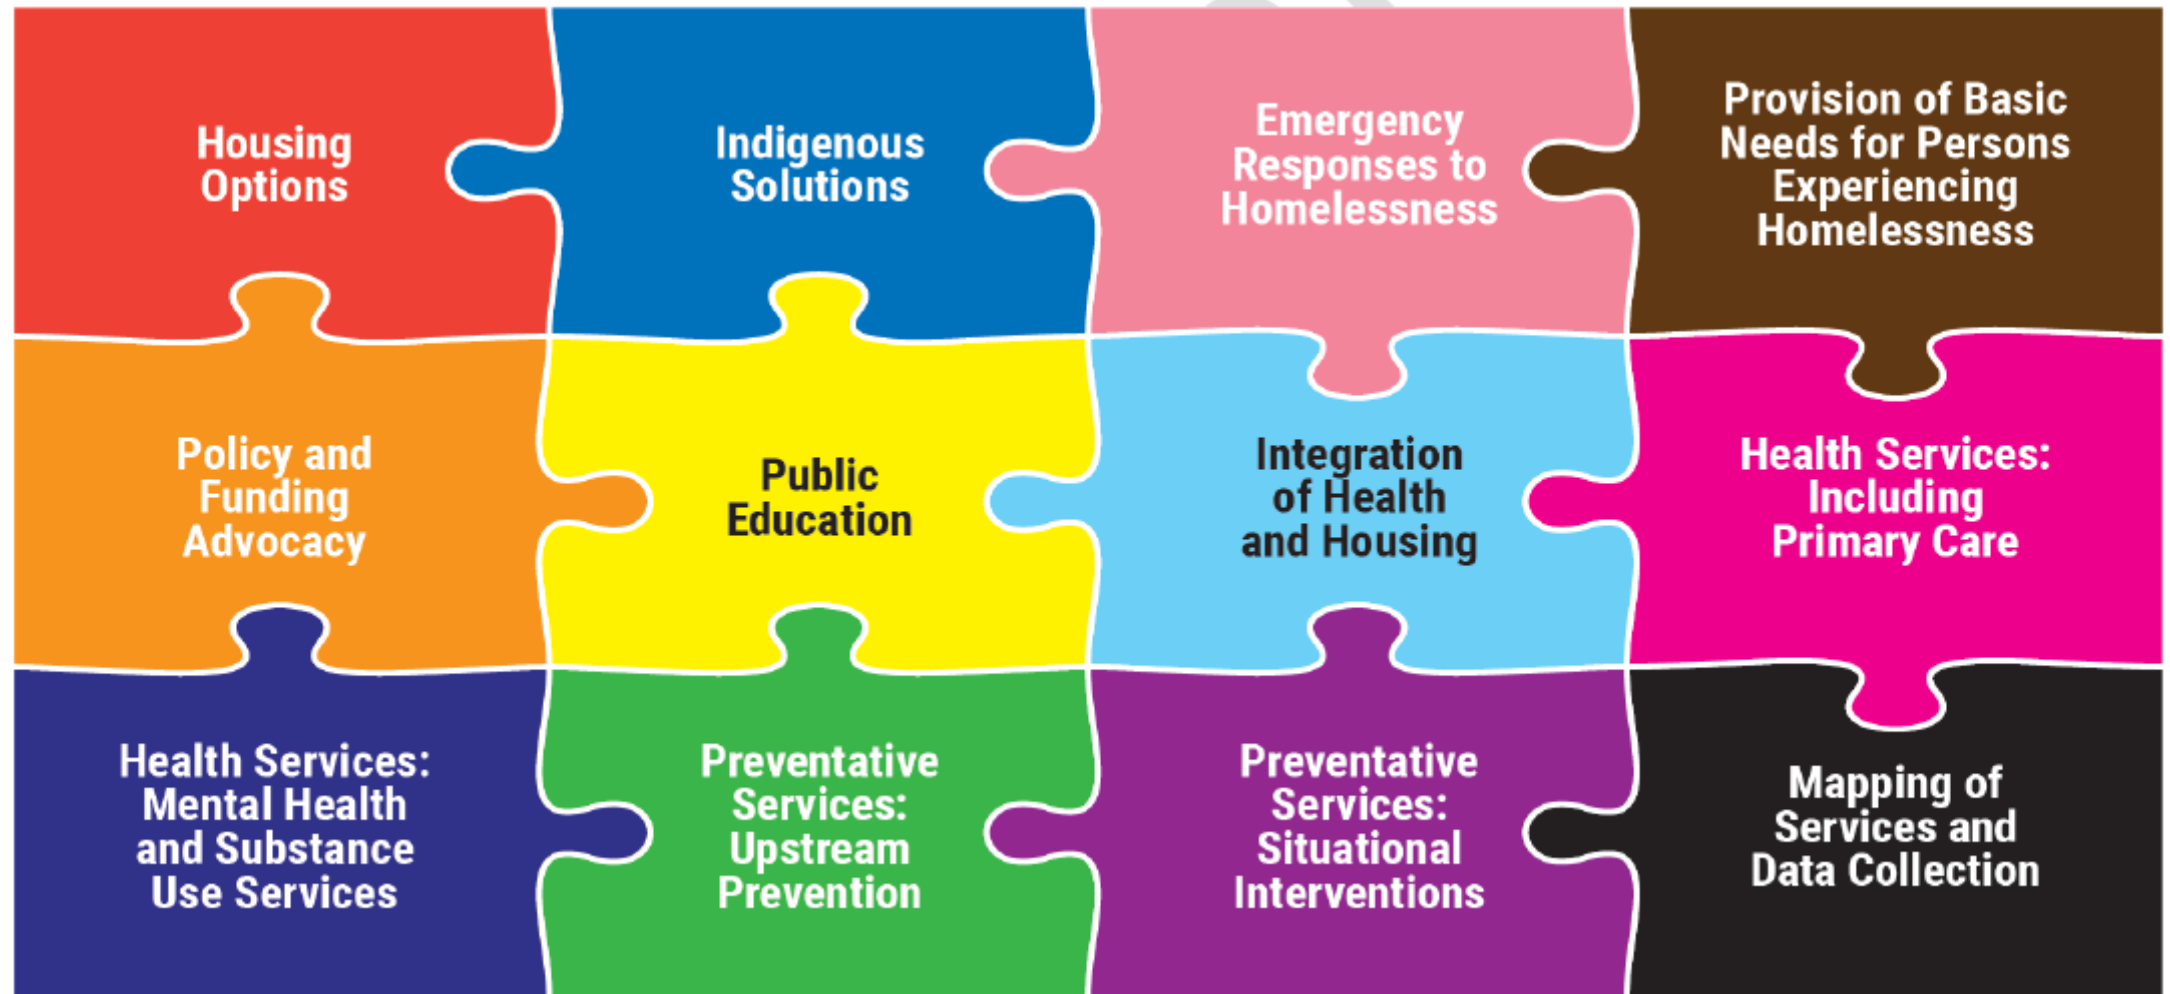 Housing
Options
Indigenous
Solutions
Emergency
Responses to
Homelessness
Provision of Basic
Needs for Persons
Experiencing
Homelessness
Policy and
Funding
Advocacy
Public
Education
Integration
of Health
and Housing
Health Services:
Including
Primary Care
Health Services:
Mental Health
and Substance
Use Services
Preventative
Services:
Upstream
Prevention
Preventative
Services:
Situational
Interventions
Mapping of
Services and
Data Collection